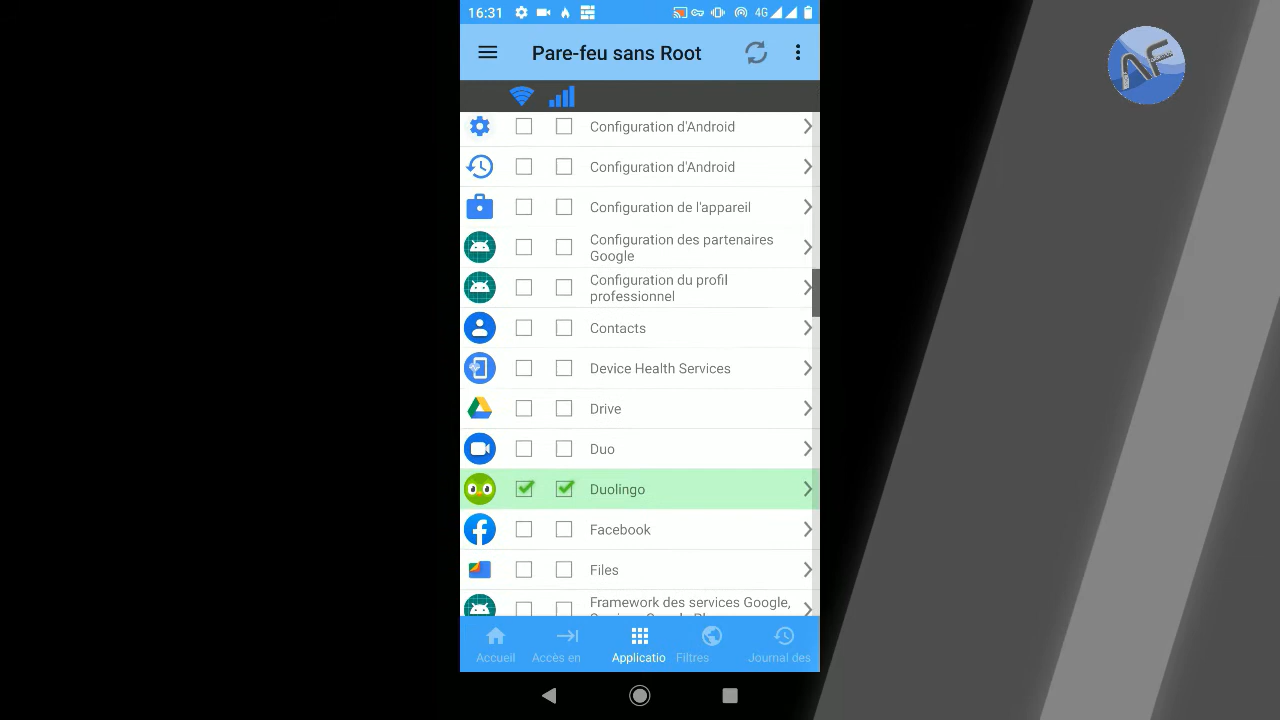 16:31
4G
Pare-feu sans Root
AF
Configuration d'Android
Configuration d'Android
Configuration de l'appareil
Configuration des partenaires
Google
Configuration du profil
professionnel
Contacts
Device Health Services
Drive
Duo
Duolingo
Facebook
Files
Framework des services Google,
Accueil
Accès en
Applicatio
Filtres
Journal des